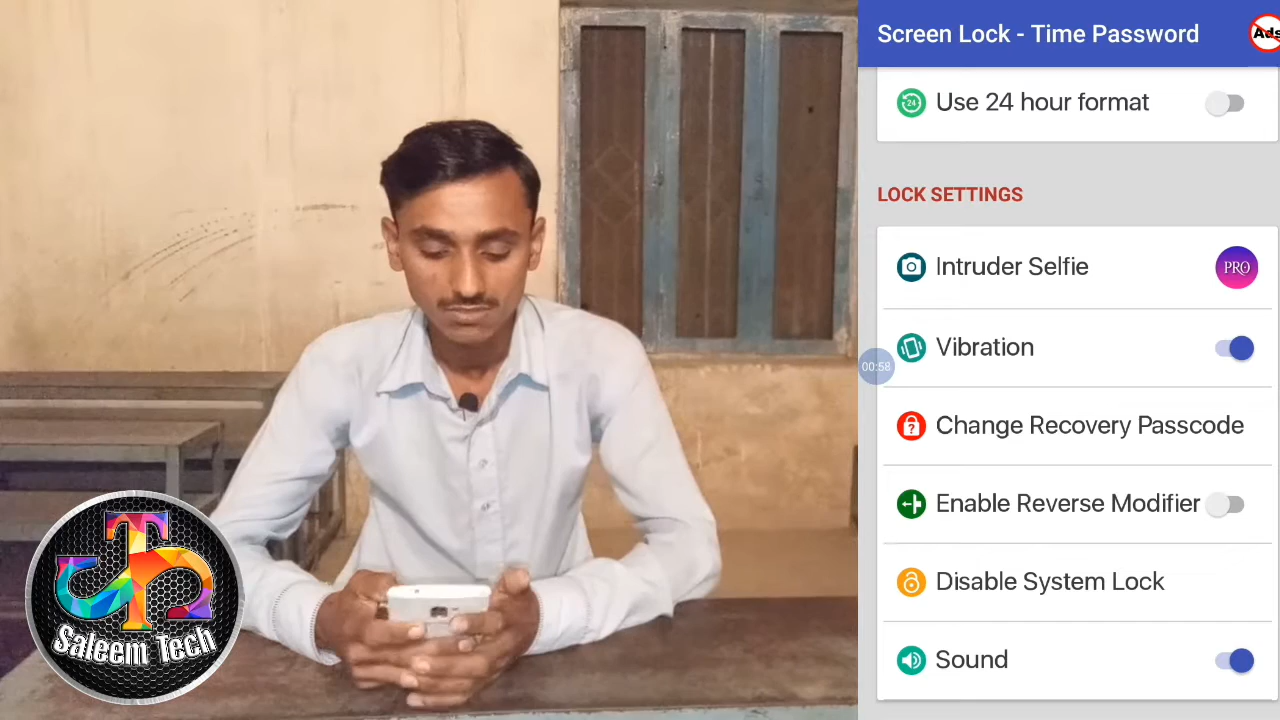 Screen Lock - Time Password
Ads
24
Use 24 hour format
LOCK SETTINGS
Intruder Selfie
PRO
Vibration
00:58
Change Recovery Passcode
Enable Reverse Modifier
Disable System Lock
Sound
Saleem Tech